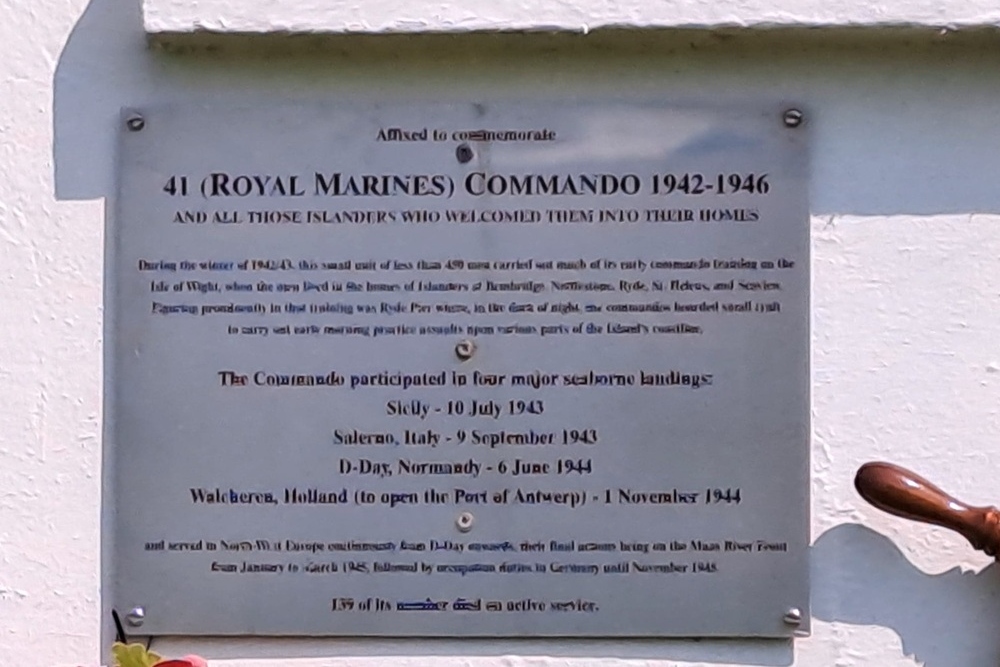 Affixed to commemorate
41 (ROYAL MARINES) COMMANDO 1942-1946
AND ALL THOSE ISLANDERS WHO WELCOMED THEM INTO THEIR HOMES
During the winter of 1942/43, this small unit of less than 450 men carried out much of its early commando training on the
Isle of Wight, when the men lived in the homes of Islanders at Bembridge, Nettlestone, Ryde, St. Helens, and Seaview.
Figuring prominently in that training was Ryde Pier where, in the dark of night, the commandos boarded small craft
to carry out early morning practice assaults upon various parts of the Island's coastline.
The Commando participated in four major seaborne landings:
Sicily - 10 July 1943
Salerno, Italy - 9 September 1943
D-Day, Normandy - 6 June 1944
Walcheren, Holland (to open the Port of Antwerp) - 1 November 1944
and served in North-West Europe continuously from D-Day onwards, their final actions being on the Maas River Front
from January to March 1945, followed by occupation duties in Germany until November 1945.
139 of its number died on active service.